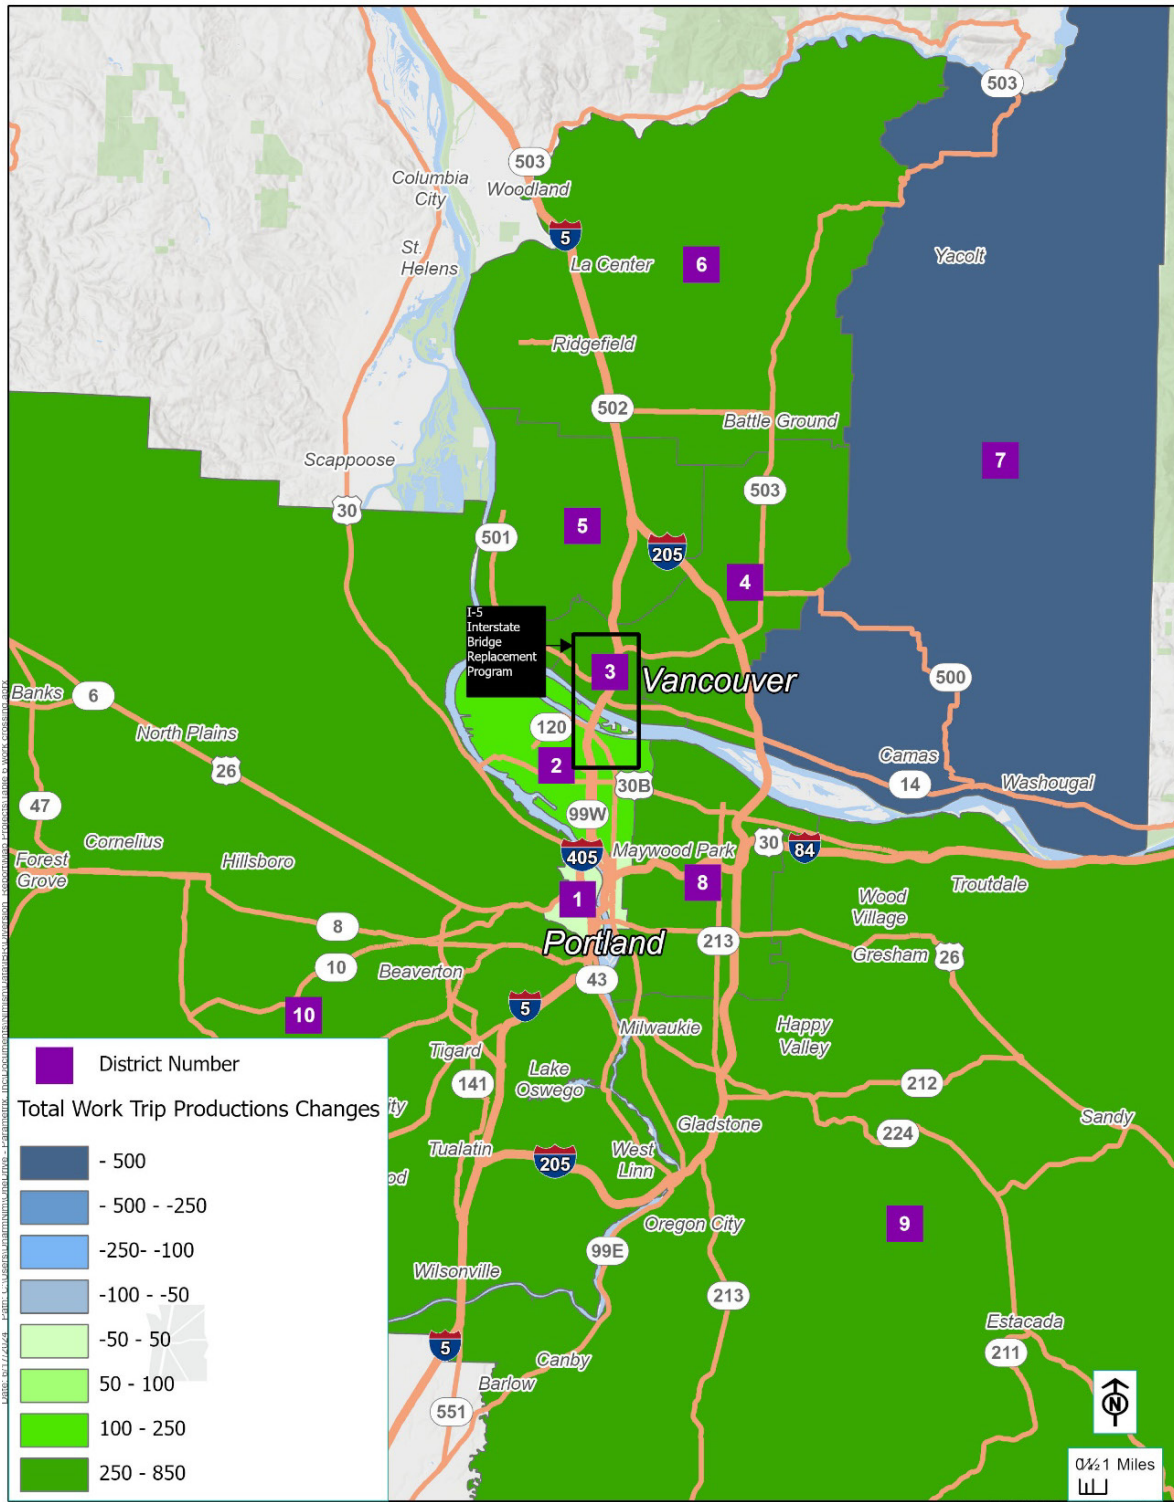 503
503
Columbia
City
Woodland
5
St.
Helens
La Center
6
Yacolt
Ridgefield
502
Battle Ground
Scappoose
7
503
30
501
5
205
4
I-5
Interstate
Bridge
Replacement
Program
3
Vancouver
500
Banks
6
120
North Plains
26
2
Camas
14
Washougal
30B
47
99W
Cornelius
Hillsboro
Forest
Grove
405
Maywood Park
30
84
8
Troutdale
1
Wood
Village
8
Portland
213
Gresham
26
10
Beaverton
43
5
10
Milwaukie
Happy
Valley
Tigard
Lake
Oswego
141
212
Gladstone
Sandy
224
Tualatin
205
West
Linn
Oregon City
9
99E
Wilsonville
213
Estacada
5
211
Canby
Barlow
551
District Number
Total Work Trip Productions Changes
- 500
- 500 - -250
-250- -100
-100 - -50
-50 - 50
50 - 100
100 - 250
250 - 850
N
1 Miles